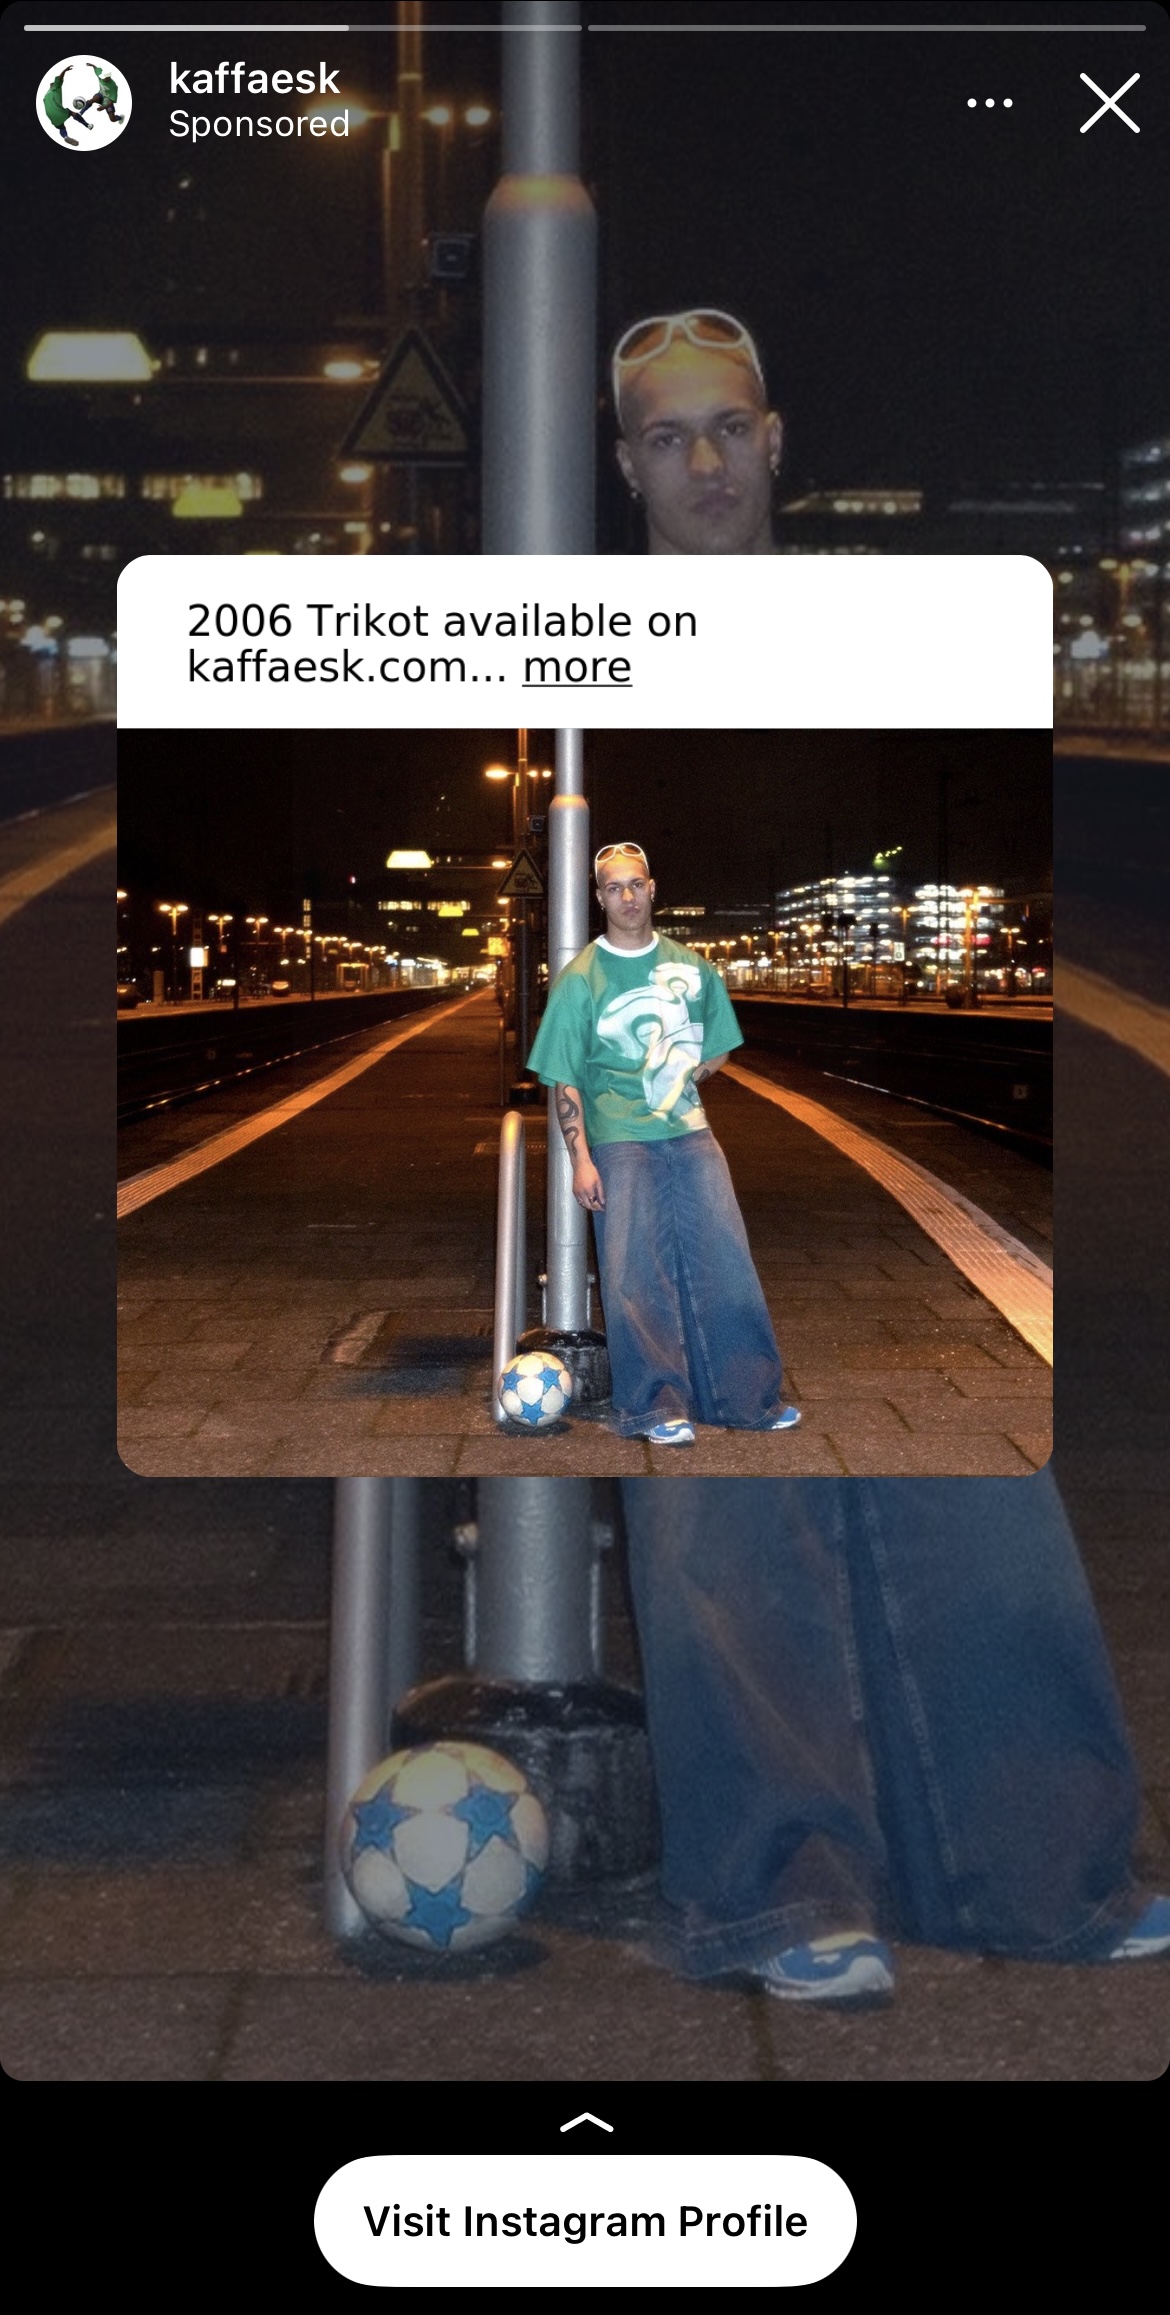 kaffaesk
Sponsored
2006 Trikot available on
kaffaesk.com... more
Visit Instagram Profile